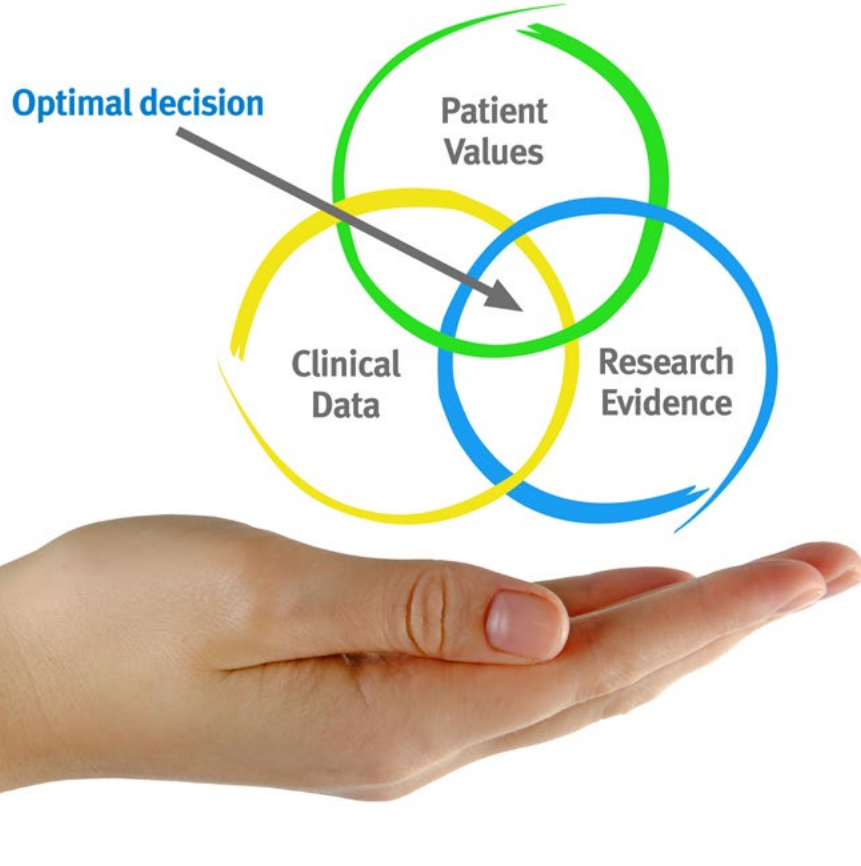 Optimal decision
Patient
Values
Clinical
Data
Research
Evidence